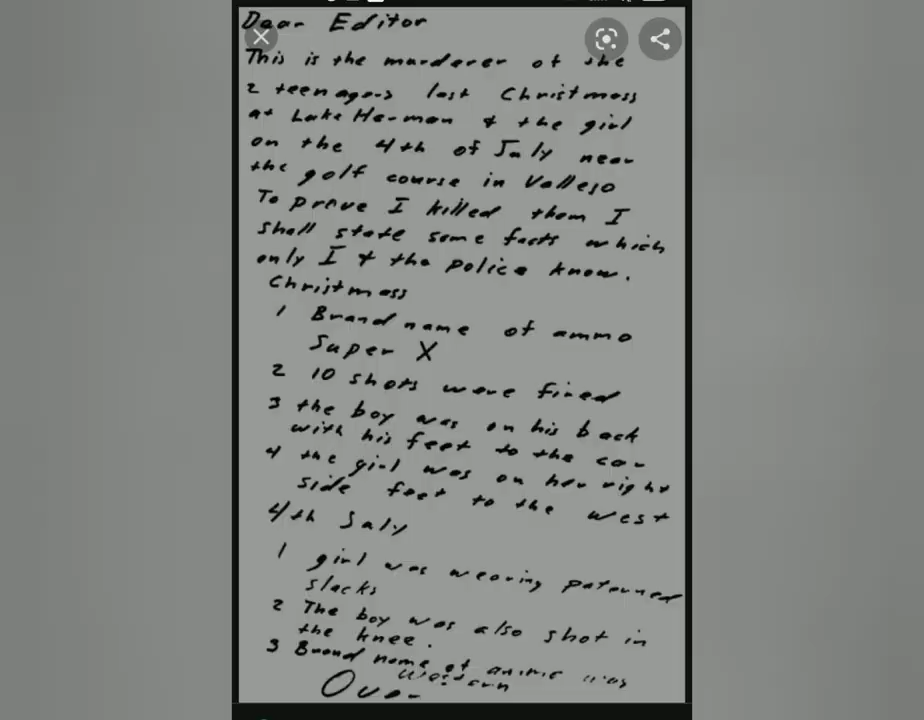 Dear Editor
This is the murderer of the
2 teenagers last Christmass
at Lake Herman & the girl
on the 4th of July near
the golf course in Vallejo
To prove I killed them I
shall state some facts which
only I & the police know.
Christmass
1 Brand name of ammo
Super X
2 10 shots were fired
3 the boy was on his back
with his feet to the car
4 the girl was on her right
side feet to the west
4th July
1 girl was wearing paterned
slacks
2 The boy was also shot in
the knee.
3 Brand name of ammo was
Western
Over